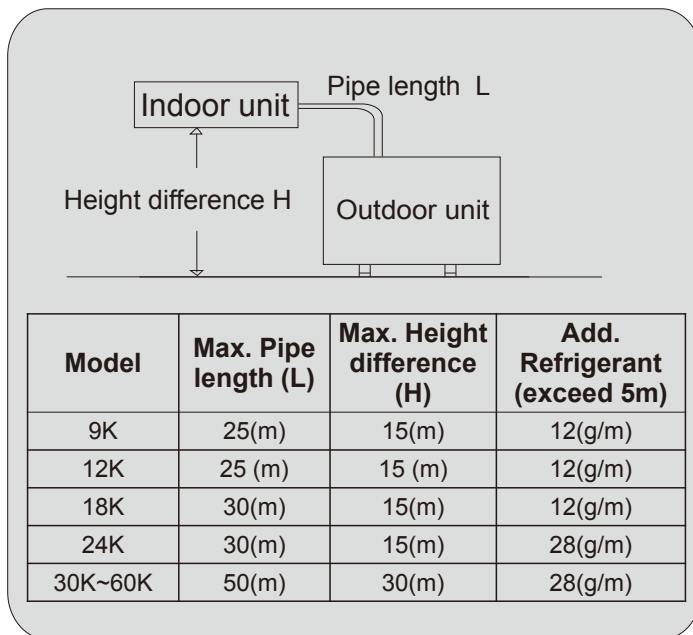 Pipe length L
Indoor unit
Height difference H
Outdoor unit
Model Max. Pipe length (L) Max. Height difference (H) Add. Refrigerant (exceed 5m)
9K 25(m) 15(m) 12(g/m)
12K 25 (m) 15 (m) 12(g/m)
18K 30(m) 15(m) 12(g/m)
24K 30(m) 15(m) 28(g/m)
30K~60K 50(m) 30(m) 28(g/m)